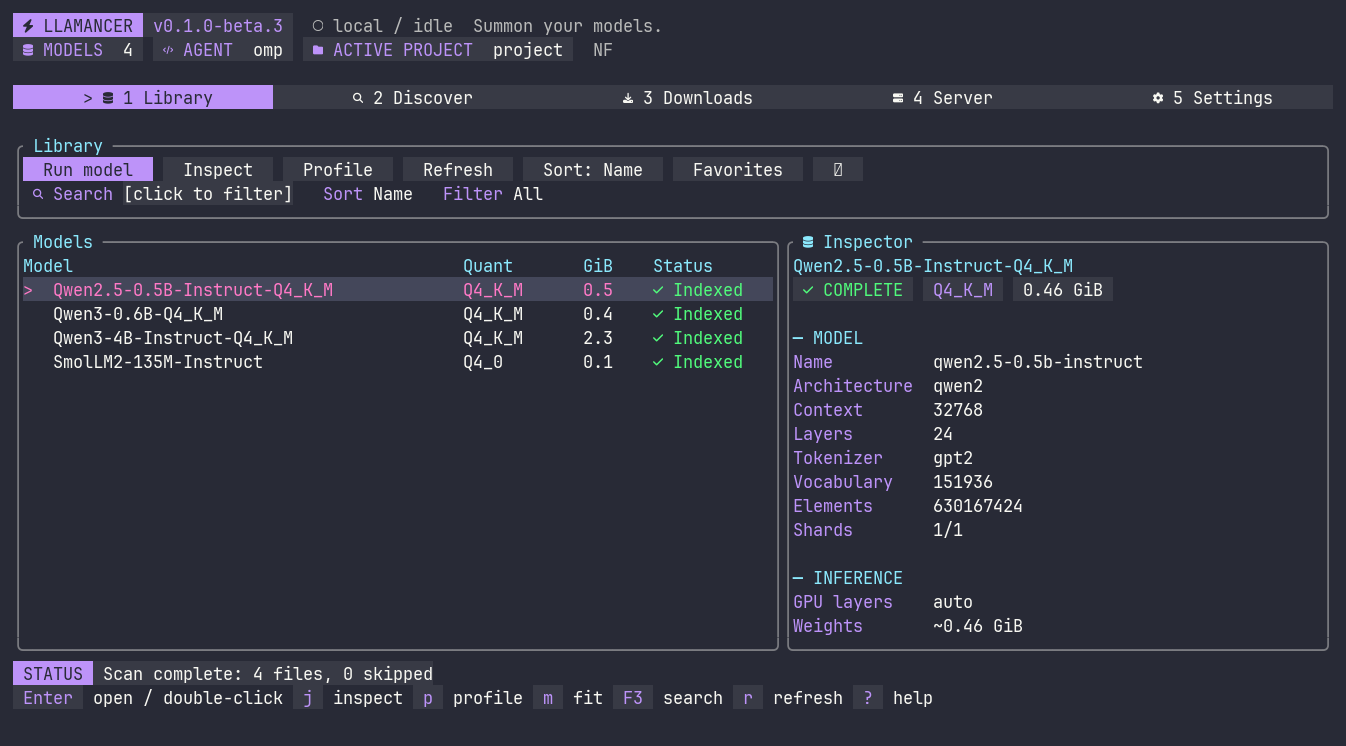 LLAMANCER v0.1.0-beta.3 local / idle Summon your models.
MODELS 4 AGENT omp ACTIVE PROJECT project NF
> 1 Library 2 Discover 3 Downloads 4 Server 5 Settings
Library
Run model Inspect Profile Refresh Sort: Name Favorites
Search [click to filter] Sort Name Filter All
Models
Model Quant GiB Status
> Qwen2.5-0.5B-Instruct-Q4_K_M Q4_K_M 0.5 ✓ Indexed
Qwen3-0.6B-Q4_K_M Q4_K_M 0.4 ✓ Indexed
Qwen3-4B-Instruct-Q4_K_M Q4_K_M 2.3 ✓ Indexed
SmolLM2-135M-Instruct Q4_0 0.1 ✓ Indexed
Inspector
Qwen2.5-0.5B-Instruct-Q4_K_M
✓ COMPLETE Q4_K_M 0.46 GiB
— MODEL
Name qwen2.5-0.5b-instruct
Architecture qwen2
Context 32768
Layers 24
Tokenizer gpt2
Vocabulary 151936
Elements 630167424
Shards 1/1
— INFERENCE
GPU layers auto
Weights ~0.46 GiB
STATUS Scan complete: 4 files, 0 skipped
Enter open / double-click j inspect p profile m fit F3 search r refresh ? help